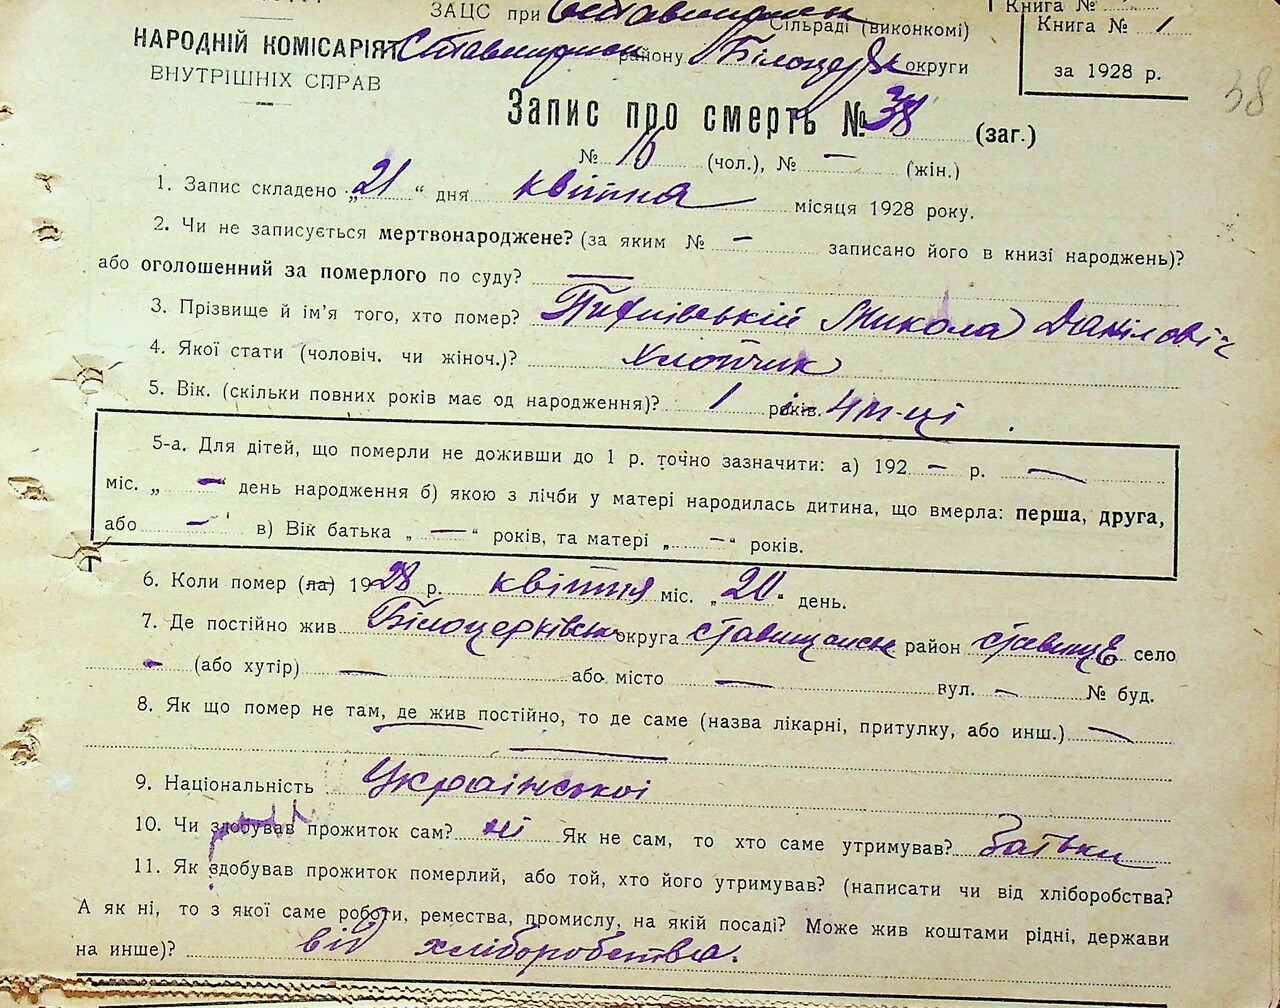 ЗАЦС при Ставищанськ Сільраді (виконкомі)
Книга №
НАРОДНІЙ КОМІСАРІЯТ району Білоцерк округи
Книга № 1
ВНУТРІШНІХ СПРАВ
за 1928 р.
38
Запис про смерть № 38 (заг.)
№ 16 (чол.), № — (жін.)
1. Запис складено „21“ дня квітня місяця 1928 року.
2. Чи не записується мертвонароджене? (за яким № — записано його в книзі народжень)?
або оголошенний за померлого по суду? —
3. Прізвище й ім'я того, хто помер? Микола Даніловіч
4. Якої стати (чоловіч. чи жіноч.)? хлопчик
5. Вік. (скільки повних років має од народження)? 1 років. 4 м-ці
5-а. Для дітей, що померли не доживши до 1 р. точно зазначити: а) 192 — р. —
міс. „ — “ день народження б) якою з лічби у матері народилась дитина, що вмерла: перша, друга,
або — в) Вік батька „ — “ років, та матері „ — “ років.
6. Коли помер (ла) 1928 р. квітня міс. „20“ день.
7. Де постійно жив Білоцерківськ округа ставищанськ район ставище село
— (або хутір) — або місто — вул. — № буд.
8. Як що помер не там, де жив постійно, то де саме (назва лікарні, притулку, або инш.) —
—
9. Національність Української
10. Чи здобував прожиток сам? ні Як не сам, то хто саме утримував? батьки
11. Як здобував прожиток померлий, або той, хто його утримував? (написати чи від хліборобства?
А як ні, то з якої саме роботи, ремества, промислу, на якій посаді? Може жив коштами рідні, держави
на инше)? від хліборобства.